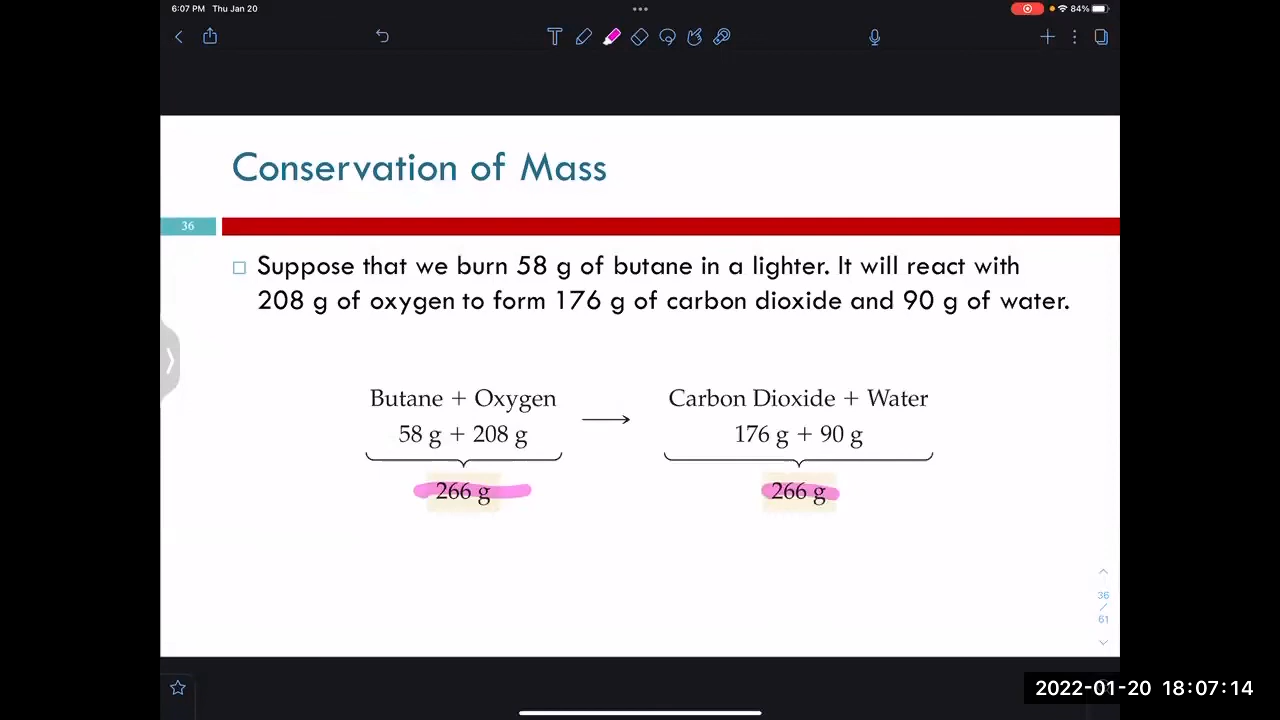 6:07 PM Thu Jan 20
84%
Conservation of Mass
36
Suppose that we burn 58 g of butane in a lighter. It will react with
208 g of oxygen to form 176 g of carbon dioxide and 90 g of water.
Butane + Oxygen ⟶ Carbon Dioxide + Water
58 g + 208 g 176 g + 90 g
266 g 266 g
36
/
61
2022-01-20 18:07:14